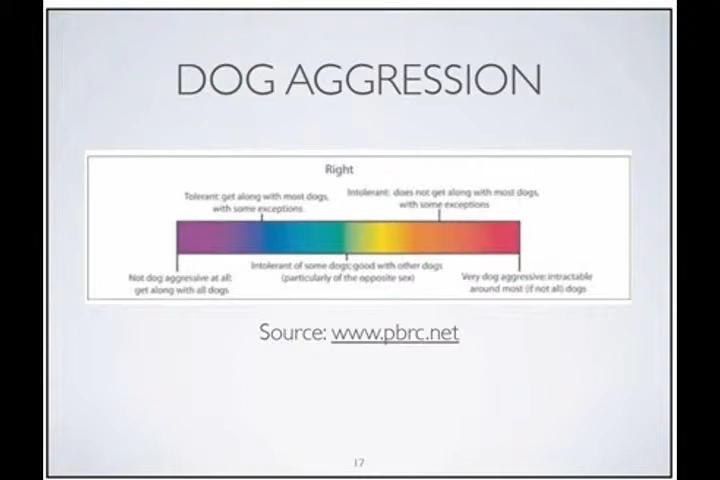 DOG AGGRESSION
Right
Tolerant: get along with most dogs,
with some exceptions
Intolerant: does not get along with most dogs,
with some exceptions
Not dog aggressive at all:
get along with all dogs
Intolerant of some dogs; good with other dogs
(particularly of the opposite sex)
Very dog aggressive: intractable
around most (if not all) dogs
Source: www.pbrc.net
17